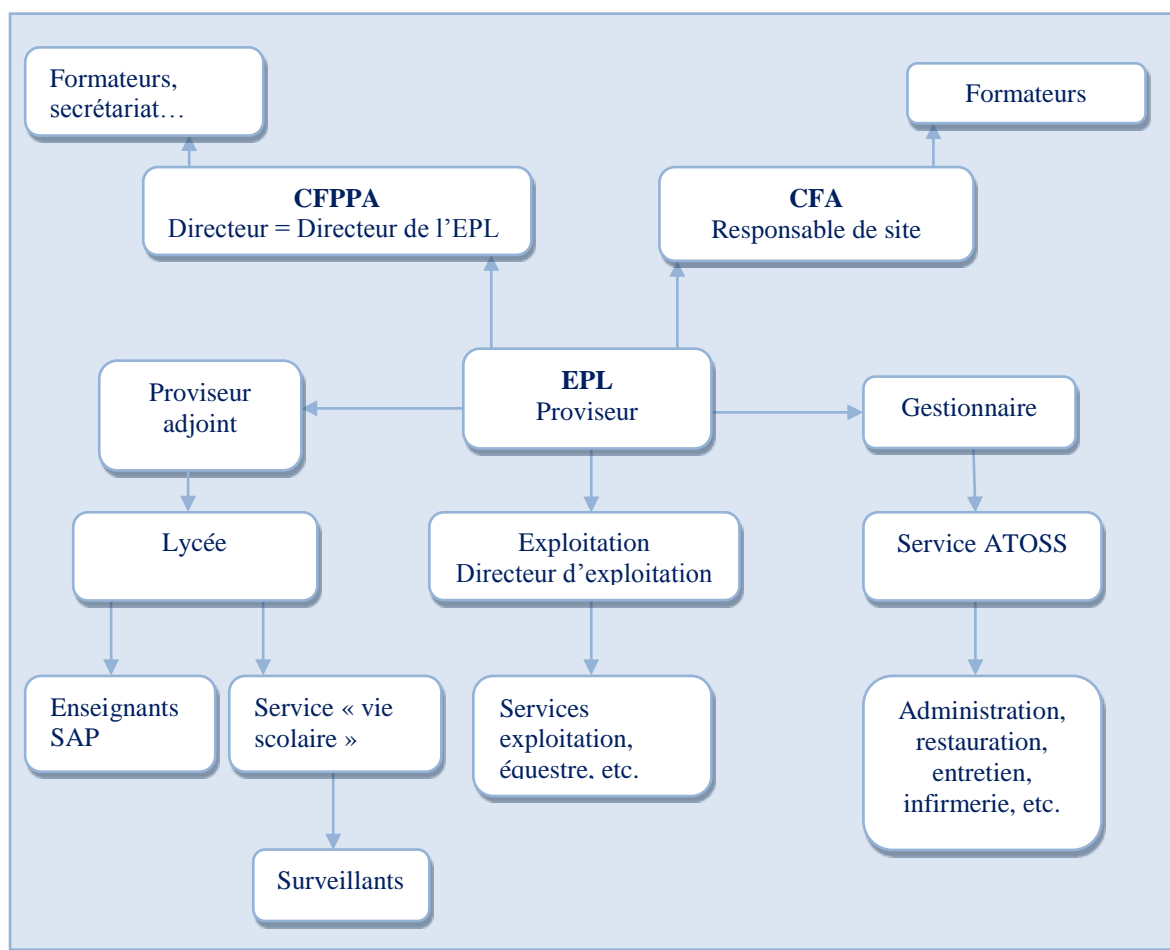 Formateurs,
secrétariat…
Formateurs
CFPPA
Directeur = Directeur de l’EPL
CFA
Responsable de site
Proviseur
adjoint
EPL
Proviseur
Gestionnaire
Lycée
Exploitation
Directeur d’exploitation
Service ATOSS
Enseignants
SAP
Service « vie
scolaire »
Services
exploitation,
équestre, etc.
Administration,
restauration,
entretien,
infirmerie, etc.
Surveillants